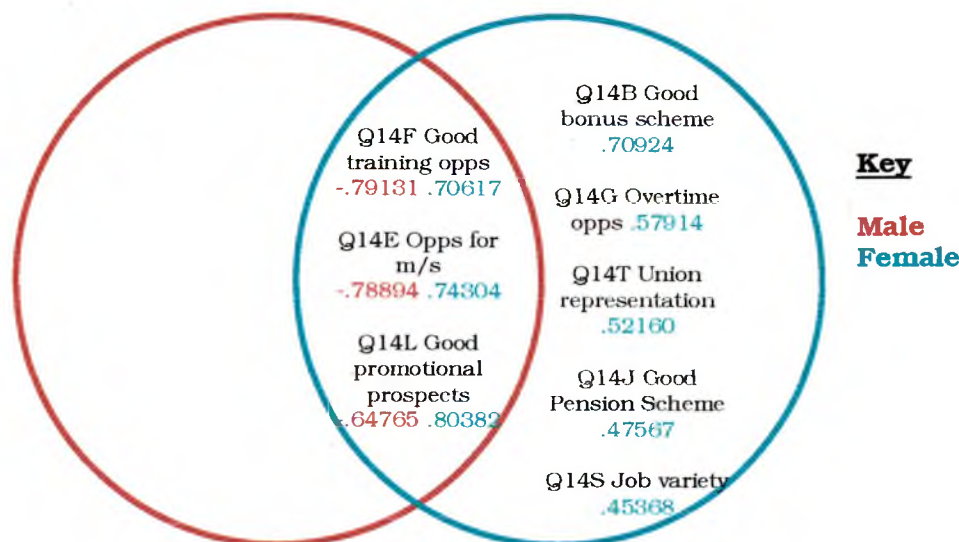 Q14F Good
training opps
-.79131 .70617
Q14E Opps for
m/s
-.78894 .74304
Q14L Good
promotional
prospects
-.64765 .80382
Q14B Good
bonus scheme
.70924
Q14G Overtime
opps .57914
Q14T Union
representation
.52160
Q14J Good
Pension Scheme
.47567
Q14S Job variety
.45368
Key
Male
Female